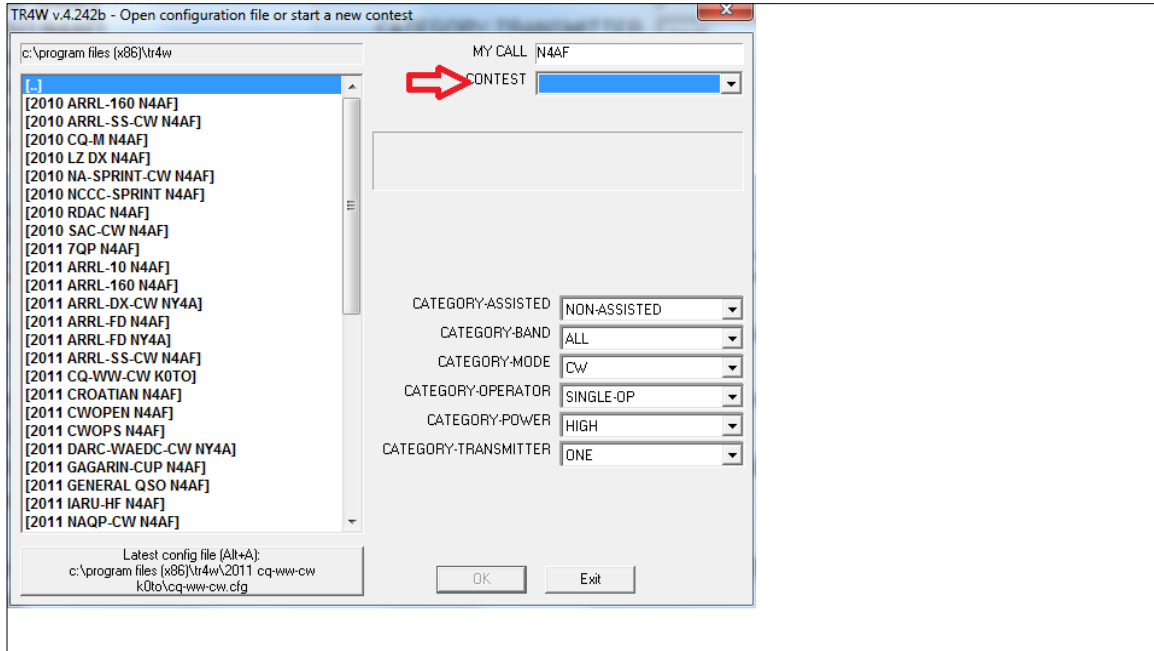 TR4W v.4.242b - Open configuration file or start a new contest
c:\program files (x86)\tr4w
[..]
[2010 ARRL-160 N4AF]
[2010 ARRL-SS-CW N4AF]
[2010 CQ-M N4AF]
[2010 LZ DX N4AF]
[2010 NA-SPRINT-CW N4AF]
[2010 NCCC-SPRINT N4AF]
[2010 RDAC N4AF]
[2010 SAC-CW N4AF]
[2011 7QP N4AF]
[2011 ARRL-10 N4AF]
[2011 ARRL-160 N4AF]
[2011 ARRL-DX-CW NY4A]
[2011 ARRL-FD N4AF]
[2011 ARRL-FD NY4A]
[2011 ARRL-SS-CW N4AF]
[2011 CQ-WW-CW K0TO]
[2011 CROATIAN N4AF]
[2011 CWOPEN N4AF]
[2011 CWOPS N4AF]
[2011 DARC-WAEDC-CW NY4A]
[2011 GAGARIN-CUP N4AF]
[2011 GENERAL QSO N4AF]
[2011 IARU-HF N4AF]
[2011 NAQP-CW N4AF]
Latest config file (Alt+A):
c:\program files (x86)\tr4w\2011 cq-ww-cw
k0to\cq-ww-cw.cfg
MY CALL N4AF
CONTEST
CATEGORY-ASSISTED NON-ASSISTED
CATEGORY-BAND ALL
CATEGORY-MODE CW
CATEGORY-OPERATOR SINGLE-OP
CATEGORY-POWER HIGH
CATEGORY-TRANSMITTER ONE
OK Exit